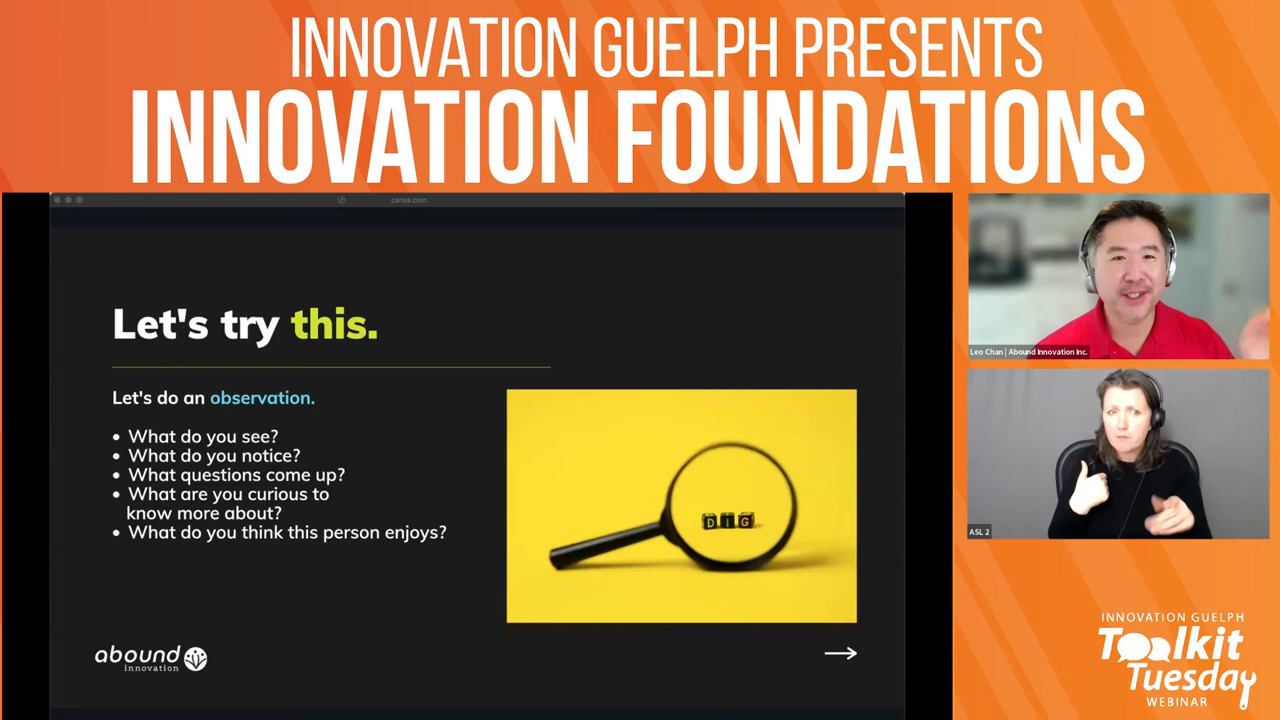 INNOVATION GUELPH PRESENTS
INNOVATION FOUNDATIONS
canva.com
Let's try this.
Let's do an observation.
• What do you see?
• What do you notice?
• What questions come up?
• What are you curious to
know more about?
• What do you think this person enjoys?
DIG
abound
innovation
Leo Chan | Abound Innovation Inc.
ASL 2
INNOVATION GUELPH
Toolkit
Tuesday
WEBINAR